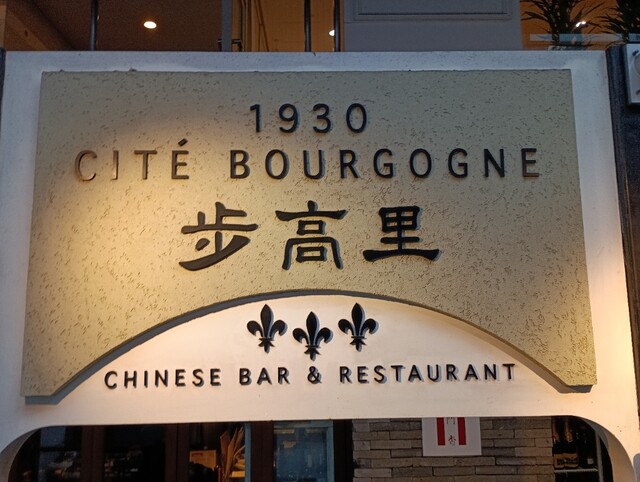 1930
CITÉ BOURGOGNE
步高里
CHINESE BAR & RESTAURANT